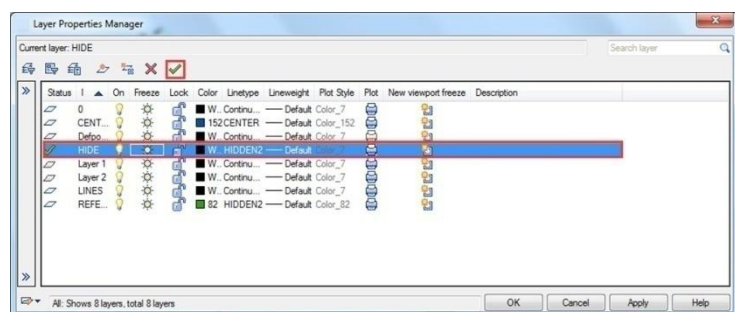 Layer Properties Manager
Current layer: HIDE
Search layer
Status On Freeze Lock Color Linetype Lineweight Plot Style Plot New viewport freeze Description
0 W... Continu... Default Color_7
CENT... 152 CENTER Default Color_152
Defpo... W... Continu... Default Color_7
HIDE W... HIDDEN2 Default Color_7
Layer 1 W... Continu... Default Color_7
Layer 2 W... Continu... Default Color_7
LINES W... Continu... Default Color_7
REFE... 82 HIDDEN2 Default Color_82
All: Shows 8 layers, total 8 layers
OK Cancel Apply Help